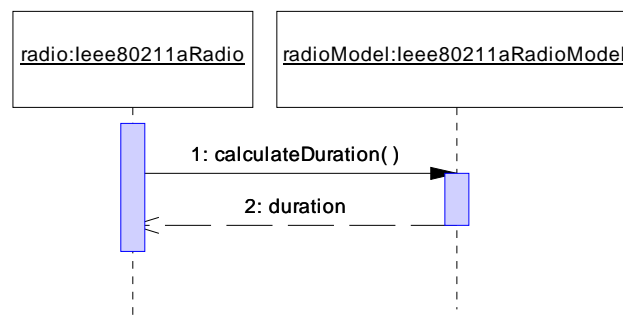 radio:Ieee80211aRadio
radioModel:Ieee80211aRadioModel
1: calculateDuration( )
2: duration